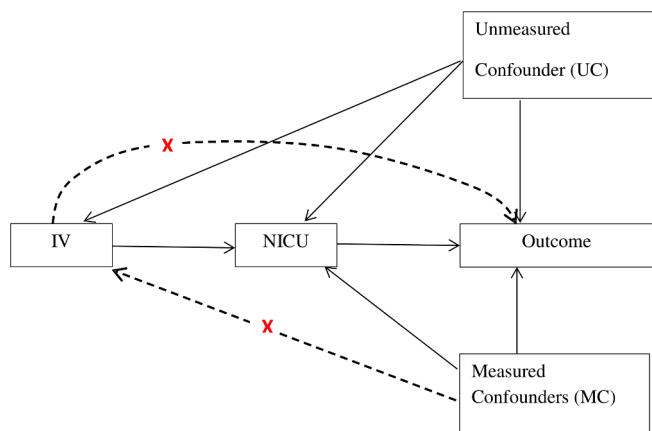 Unmeasured
Confounder (UC)
X
IV
NICU
Outcome
X
Measured
Confounders (MC)